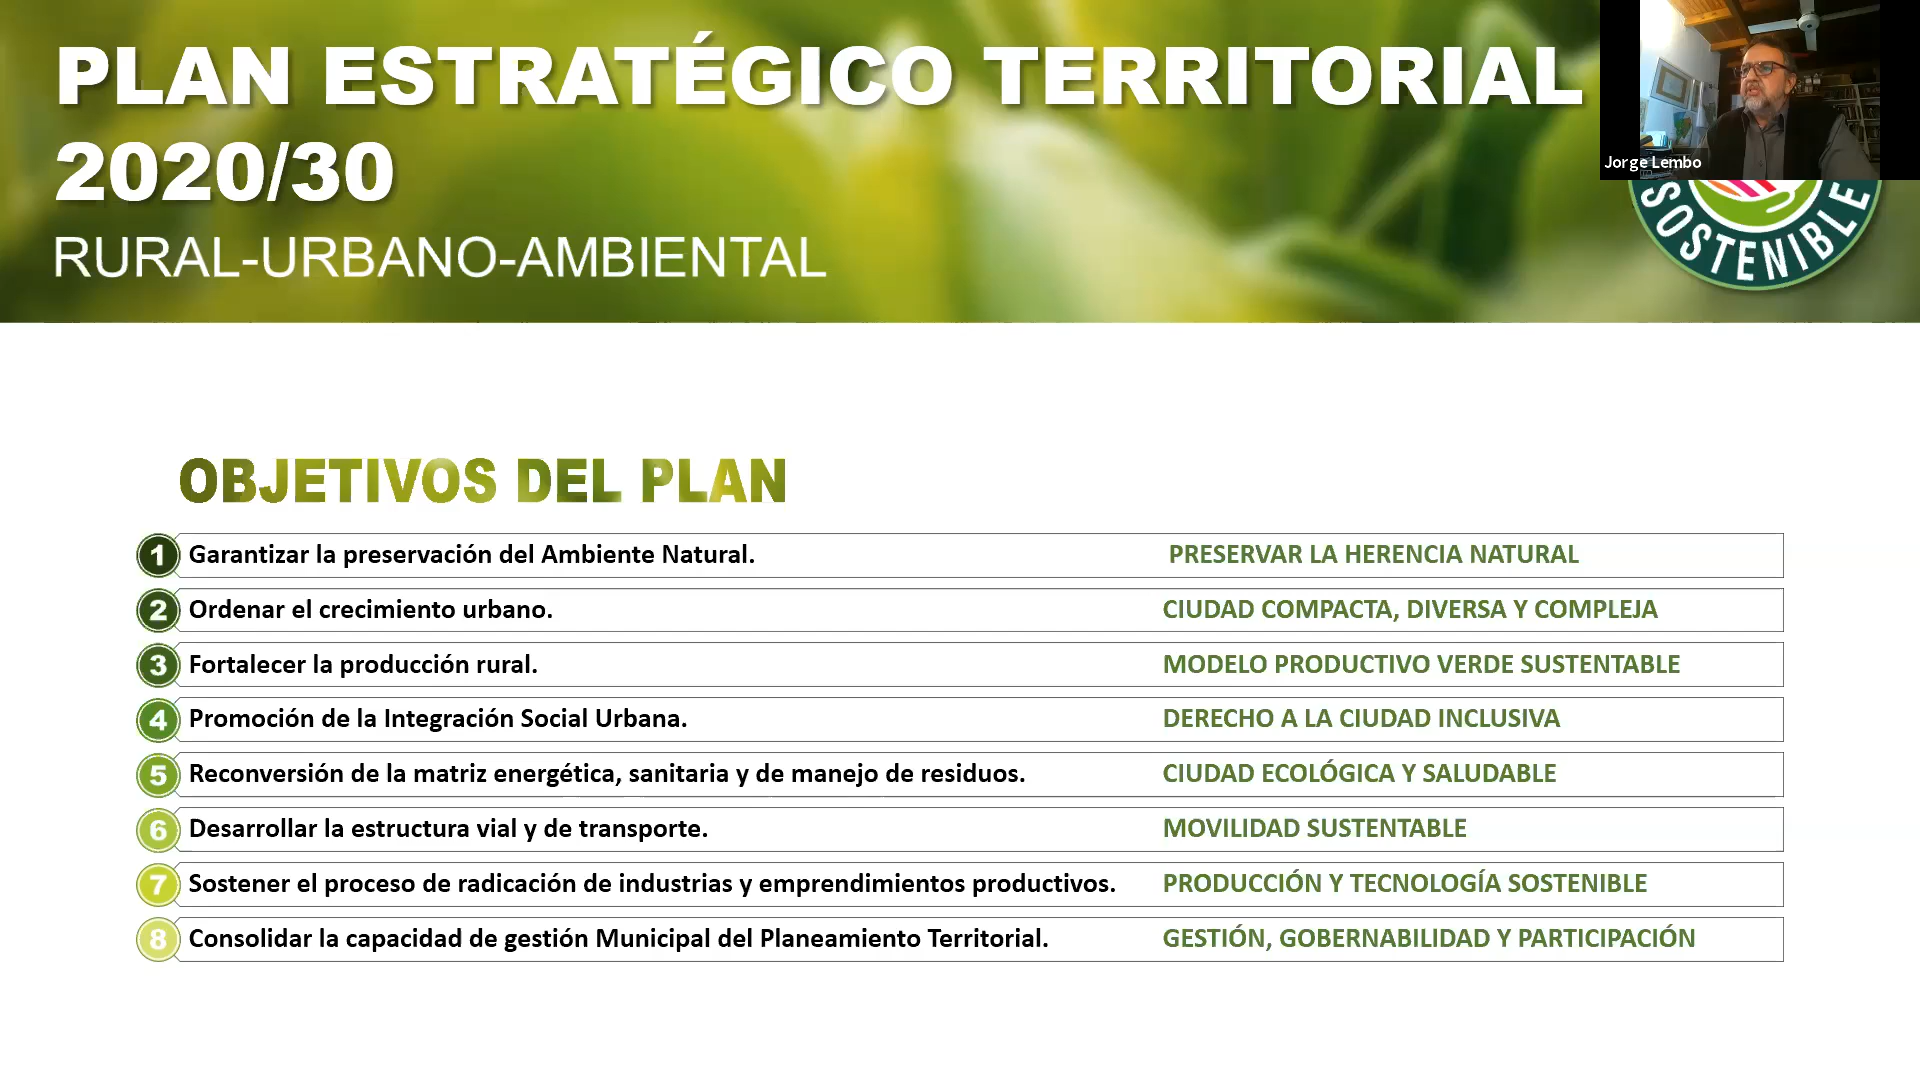 PLAN ESTRATÉGICO TERRITORIAL
2020/30
RURAL-URBANO-AMBIENTAL
Jorge Lembo
SOSTENIBLE
OBJETIVOS DEL PLAN
1 Garantizar la preservación del Ambiente Natural. PRESERVAR LA HERENCIA NATURAL
2 Ordenar el crecimiento urbano. CIUDAD COMPACTA, DIVERSA Y COMPLEJA
3 Fortalecer la producción rural. MODELO PRODUCTIVO VERDE SUSTENTABLE
4 Promoción de la Integración Social Urbana. DERECHO A LA CIUDAD INCLUSIVA
5 Reconversión de la matriz energética, sanitaria y de manejo de residuos. CIUDAD ECOLÓGICA Y SALUDABLE
6 Desarrollar la estructura vial y de transporte. MOVILIDAD SUSTENTABLE
7 Sostener el proceso de radicación de industrias y emprendimientos productivos. PRODUCCIÓN Y TECNOLOGÍA SOSTENIBLE
8 Consolidar la capacidad de gestión Municipal del Planeamiento Territorial. GESTIÓN, GOBERNABILIDAD Y PARTICIPACIÓN